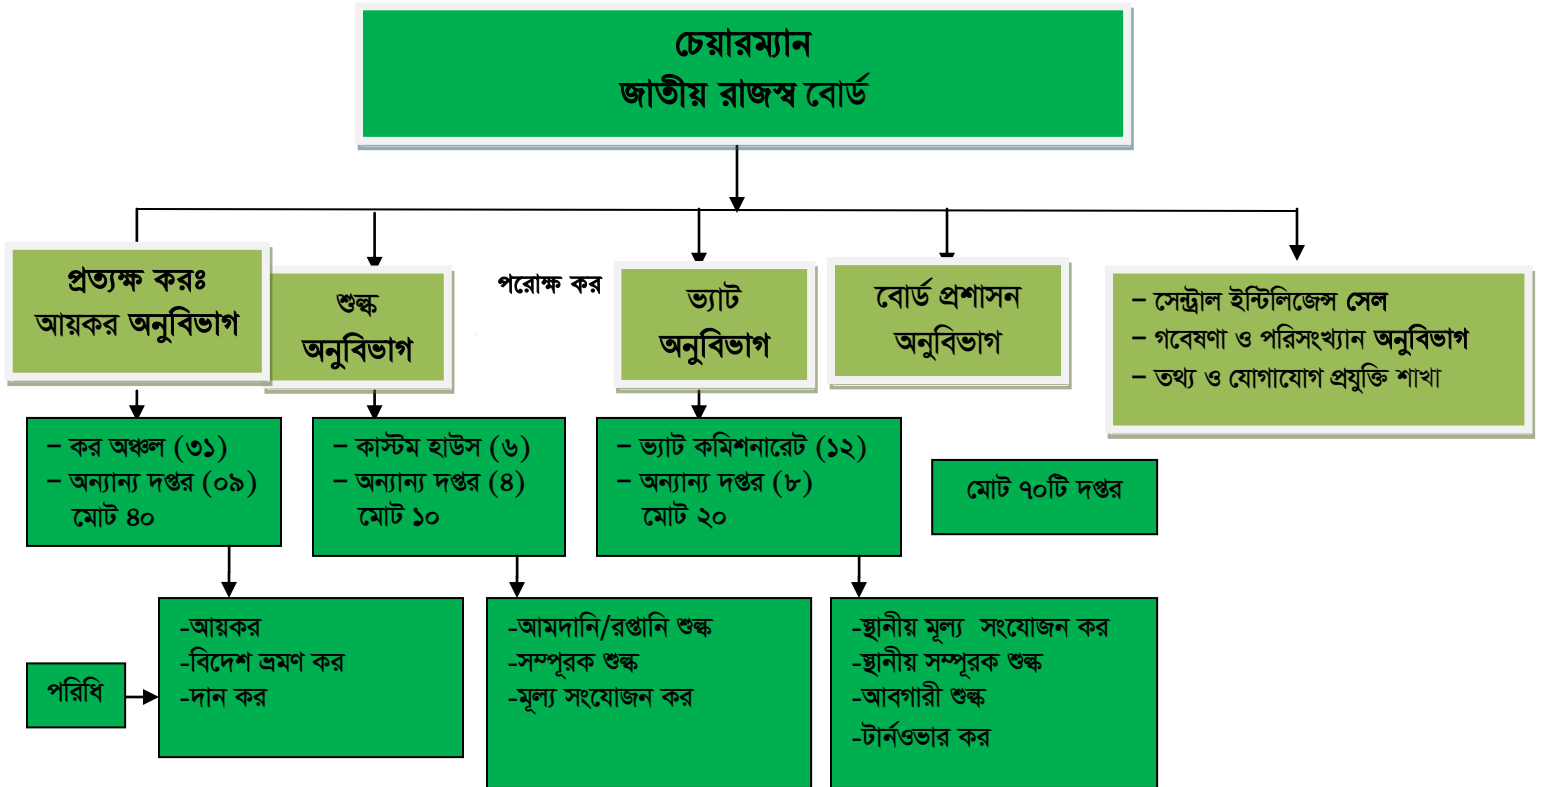 চেয়ারম্যান
জাতীয় রাজস্ব বোর্ড
প্রত্যক্ষ করঃ
আয়কর অনুবিভাগ
শুল্ক
অনুবিভাগ
পরোক্ষ কর
ভ্যাট
অনুবিভাগ
বোর্ড প্রশাসন
অনুবিভাগ
– সেন্ট্রাল ইন্টিলিজেন্স সেল
– গবেষণা ও পরিসংখ্যান অনুবিভাগ
– তথ্য ও যোগাযোগ প্রযুক্তি শাখা
– কর অঞ্চল (৩১)
– অন্যান্য দপ্তর (০৯)
মোট ৪০
– কাস্টম হাউস (৬)
– অন্যান্য দপ্তর (৪)
মোট ১০
– ভ্যাট কমিশনারেট (১২)
– অন্যান্য দপ্তর (৮)
মোট ২০
মোট ৭০টি দপ্তর
পরিধি
-আয়কর
-বিদেশ ভ্রমণ কর
-দান কর
-আমদানি/রপ্তানি শুল্ক
-সম্পূরক শুল্ক
-মূল্য সংযোজন কর
-স্থানীয় মূল্য সংযোজন কর
-স্থানীয় সম্পূরক শুল্ক
-আবগারী শুল্ক
-টার্নওভার কর